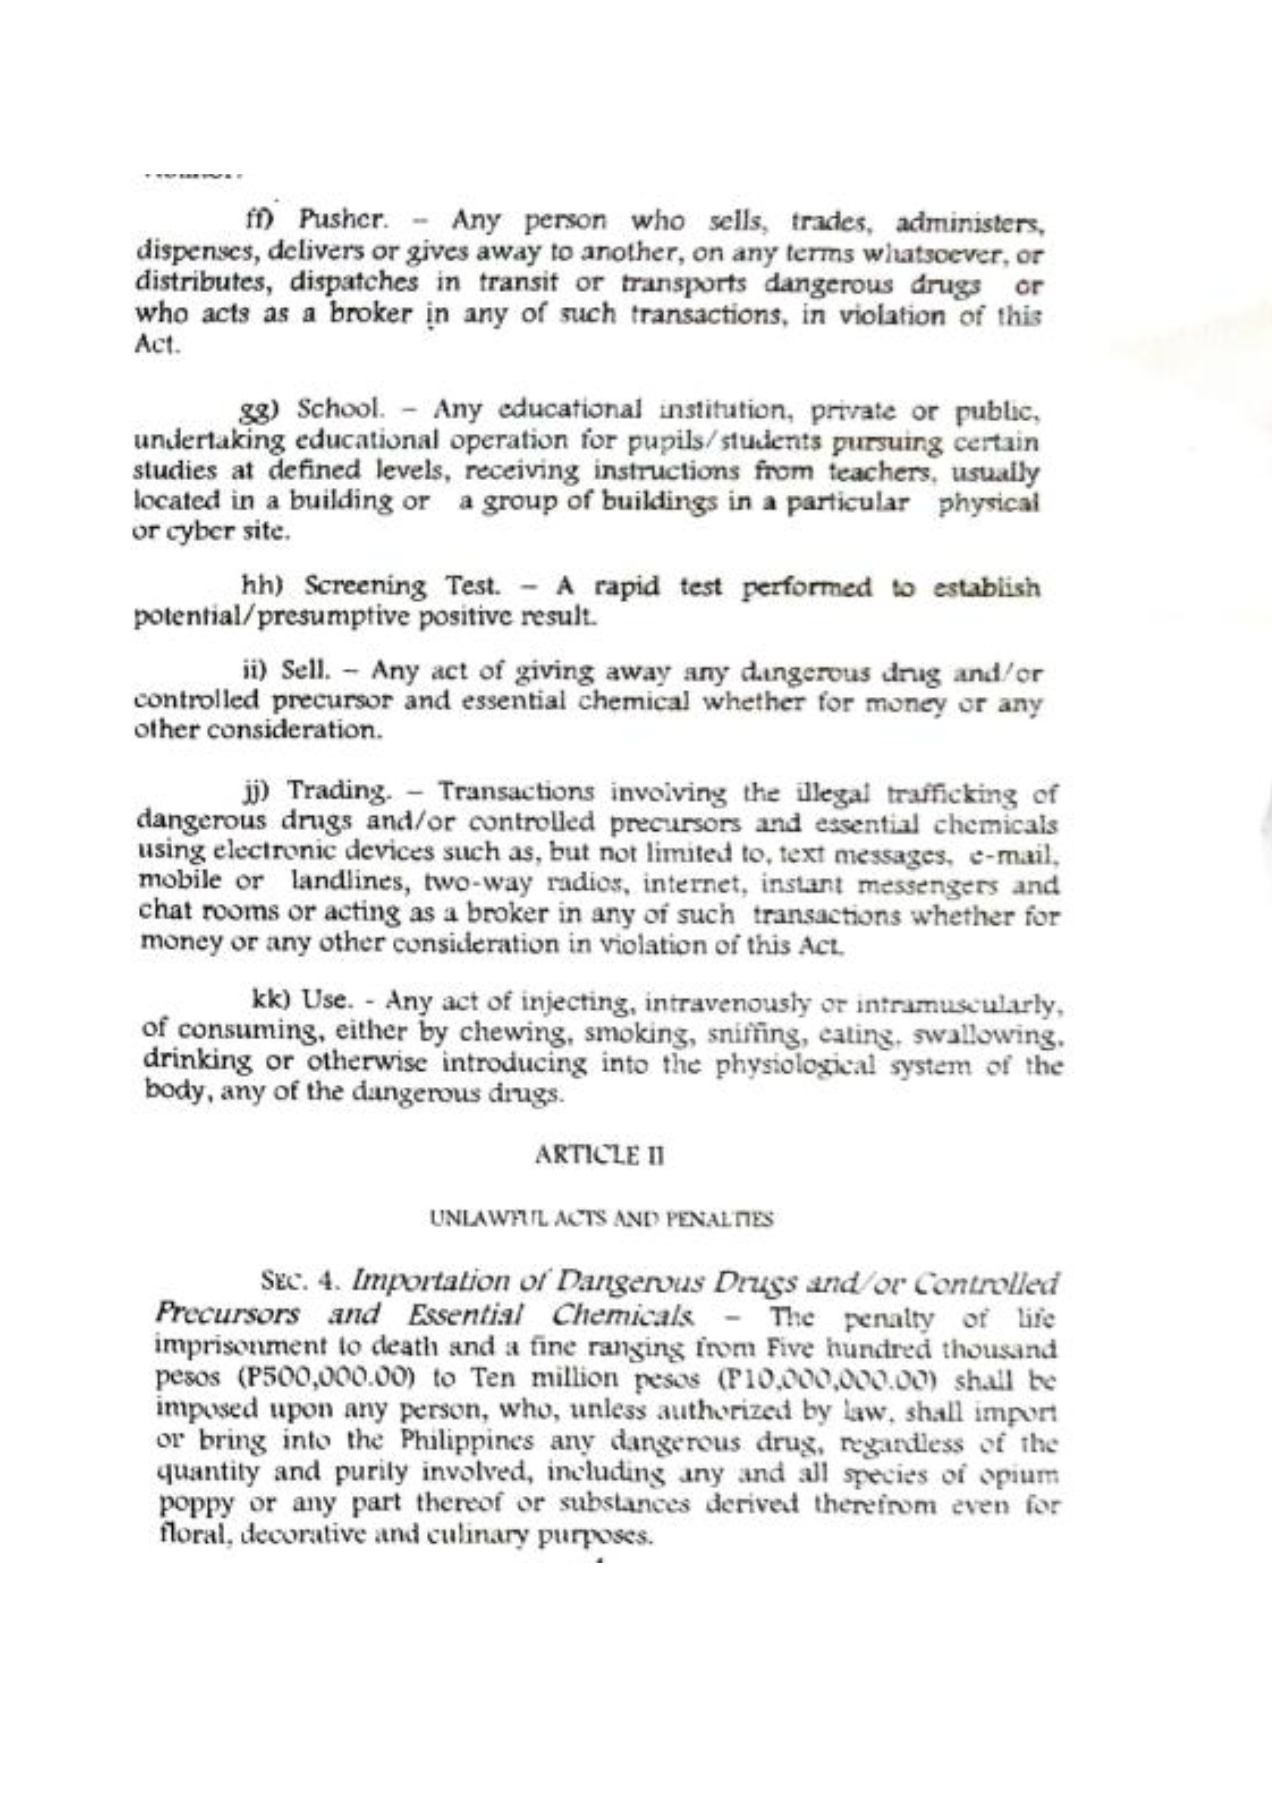 ff) Pusher. – Any person who sells, trades, administers,
dispenses, delivers or gives away to another, on any terms whatsoever, or
distributes, dispatches in transit or transports dangerous drugs or
who acts as a broker in any of such transactions, in violation of this
Act.
gg) School. – Any educational institution, private or public,
undertaking educational operation for pupils/students pursuing certain
studies at defined levels, receiving instructions from teachers, usually
located in a building or a group of buildings in a particular physical
or cyber site.
hh) Screening Test. – A rapid test performed to establish
potential/presumptive positive result.
ii) Sell. – Any act of giving away any dangerous drug and/or
controlled precursor and essential chemical whether for money or any
other consideration.
jj) Trading. – Transactions involving the illegal trafficking of
dangerous drugs and/or controlled precursors and essential chemicals
using electronic devices such as, but not limited to, text messages, e-mail,
mobile or landlines, two-way radios, internet, instant messengers and
chat rooms or acting as a broker in any of such transactions whether for
money or any other consideration in violation of this Act.
kk) Use. - Any act of injecting, intravenously or intramuscularly,
of consuming, either by chewing, smoking, sniffing, eating, swallowing,
drinking or otherwise introducing into the physiological system of the
body, any of the dangerous drugs.
ARTICLE II
UNLAWFUL ACTS AND PENALTIES
SEC. 4. Importation of Dangerous Drugs and/or Controlled
Precursors and Essential Chemicals. – The penalty of life
imprisonment to death and a fine ranging from Five hundred thousand
pesos (P500,000.00) to Ten million pesos (P10,000,000.00) shall be
imposed upon any person, who, unless authorized by law, shall import
or bring into the Philippines any dangerous drug, regardless of the
quantity and purity involved, including any and all species of opium
poppy or any part thereof or substances derived therefrom even for
floral, decorative and culinary purposes.